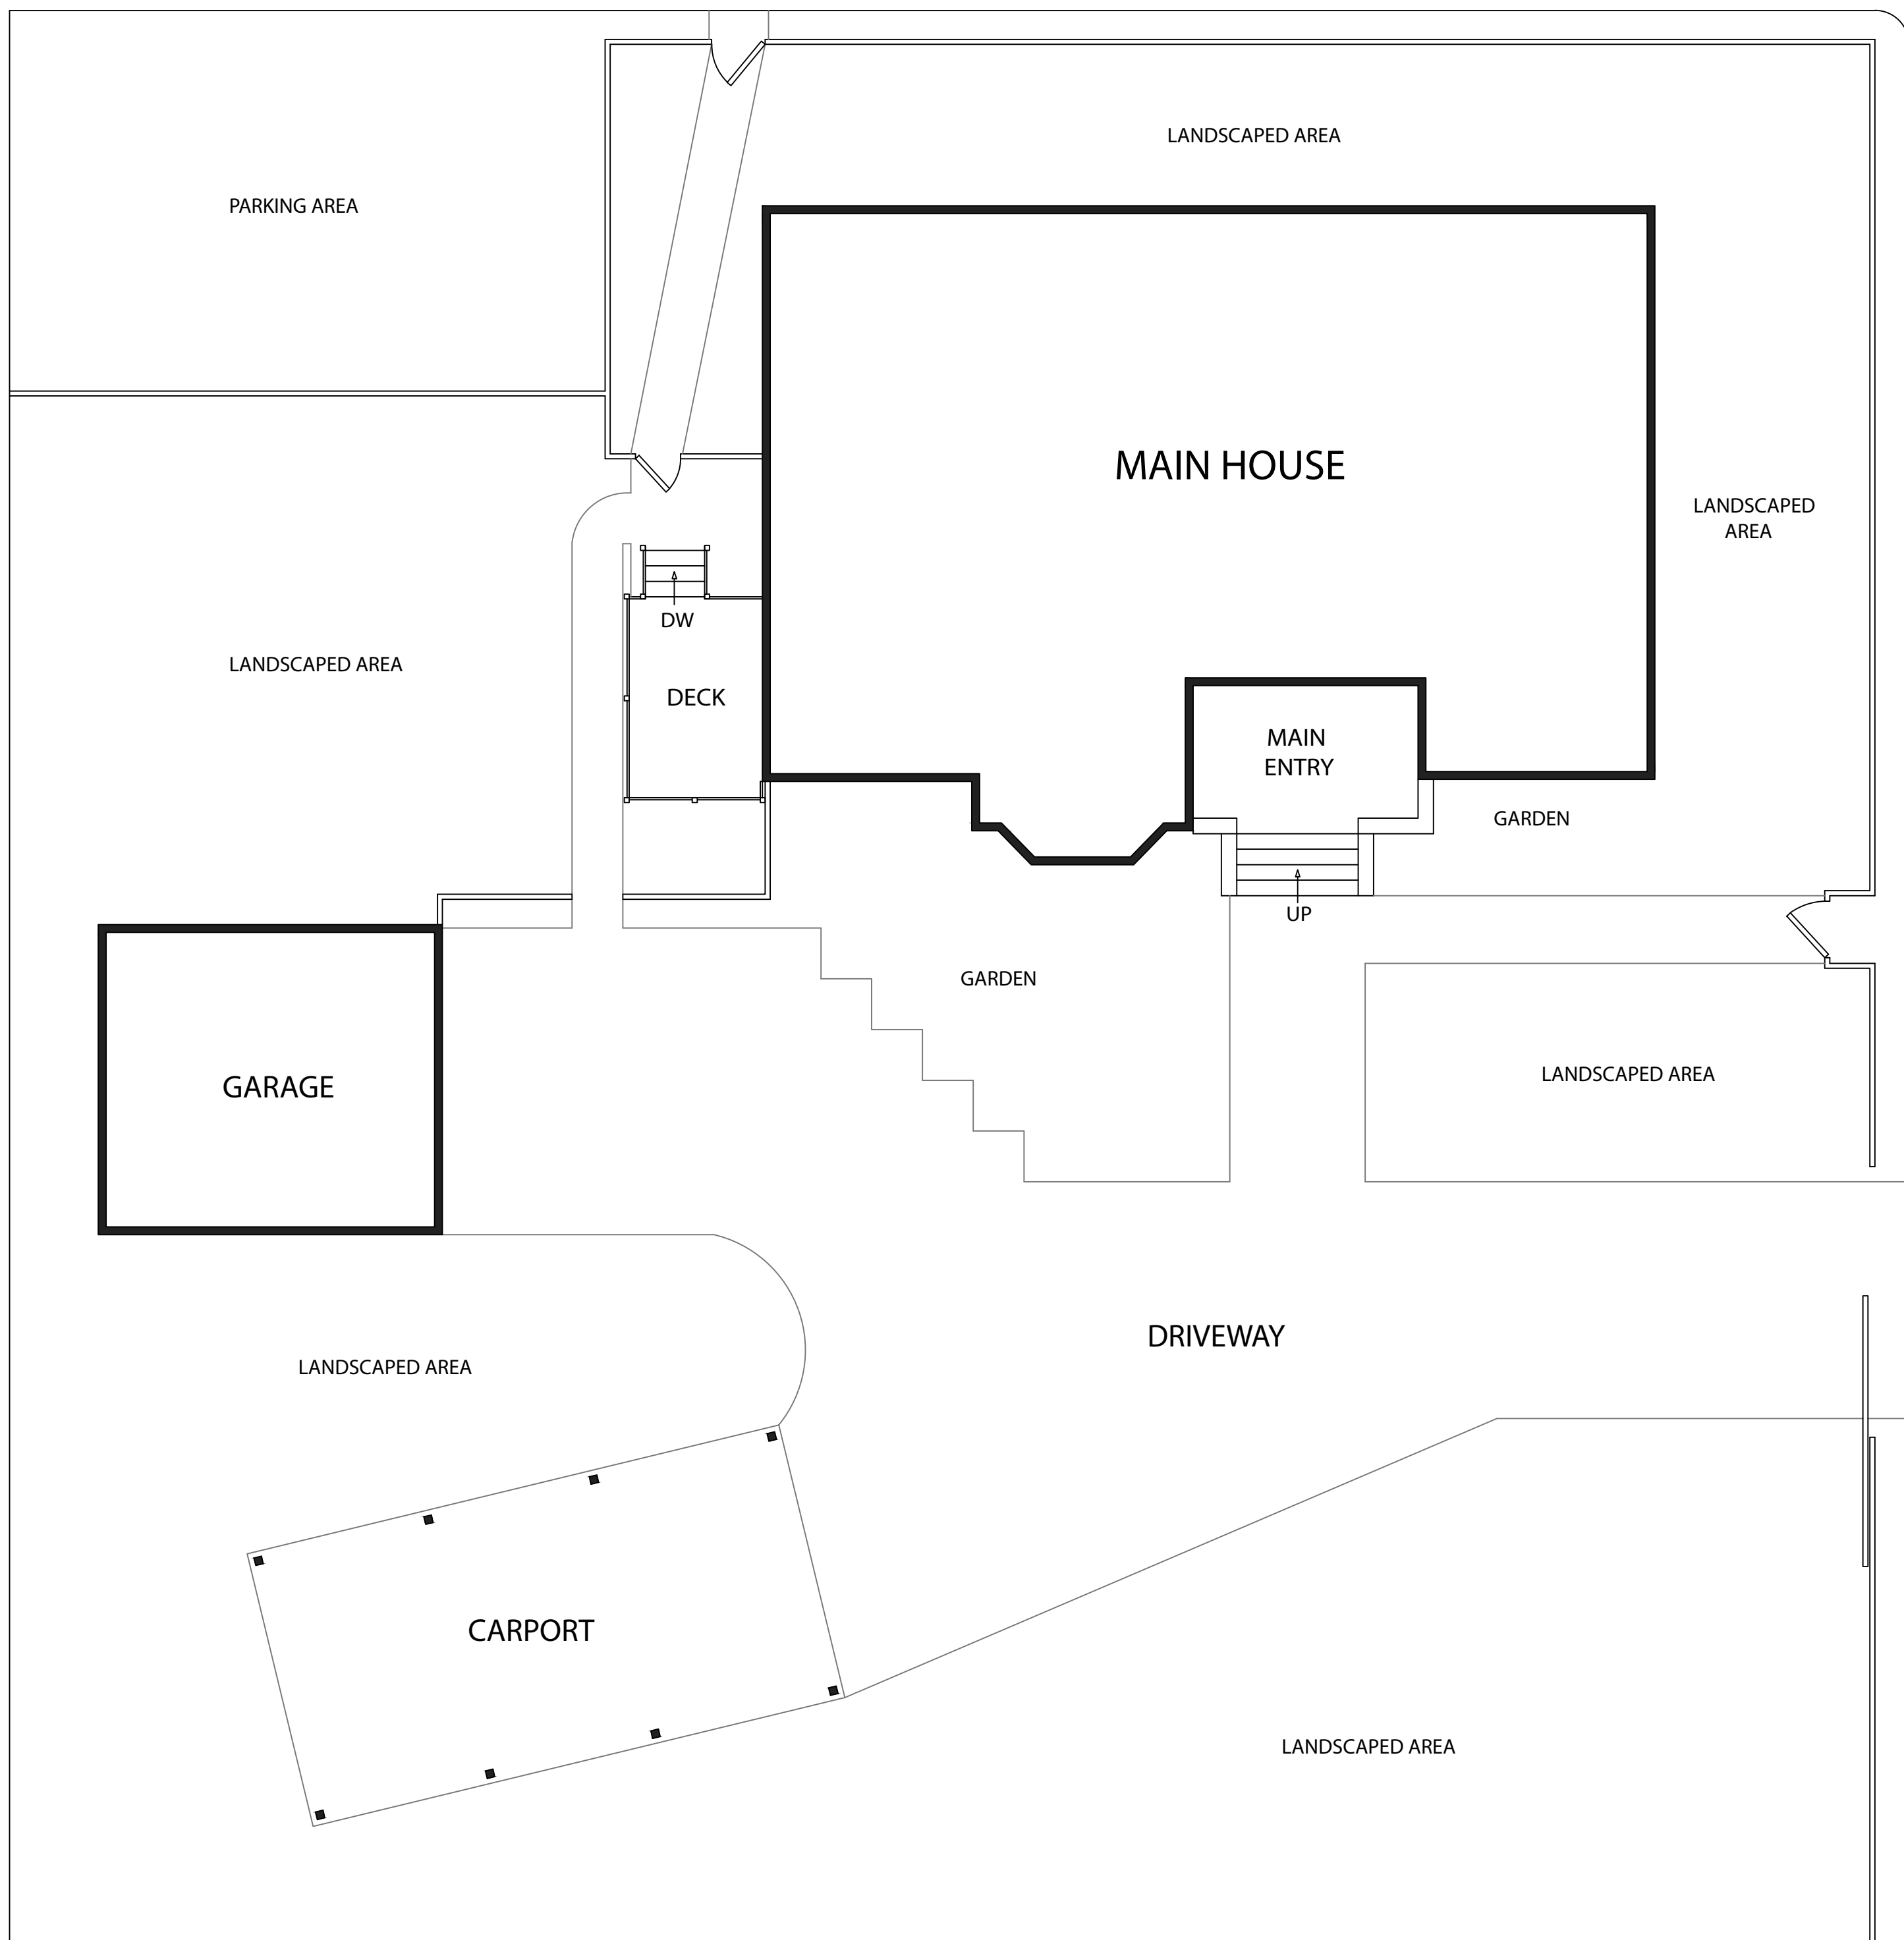 LANDSCAPED AREA
PARKING AREA
MAIN HOUSE
LANDSCAPED
AREA
DW
LANDSCAPED AREA
DECK
MAIN
ENTRY
GARDEN
UP
GARDEN
LANDSCAPED AREA
GARAGE
DRIVEWAY
LANDSCAPED AREA
CARPORT
LANDSCAPED AREA